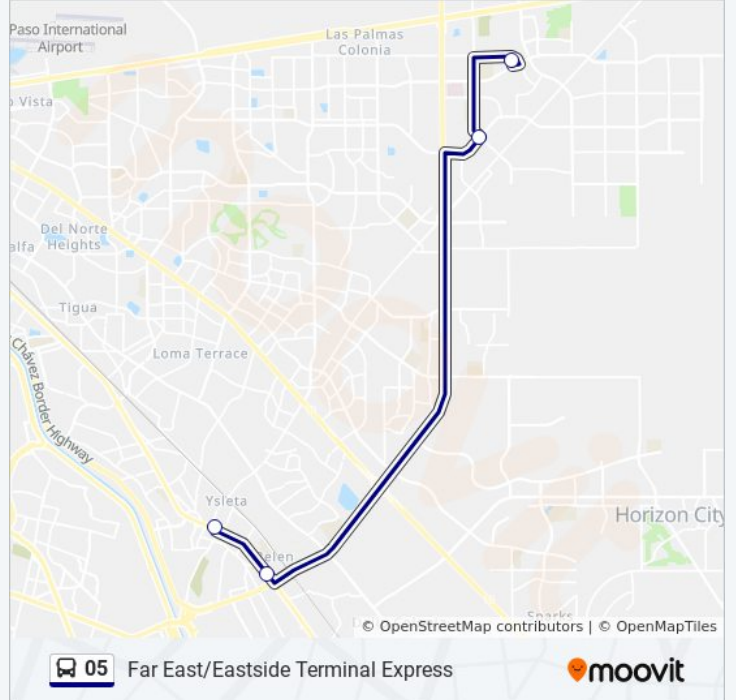 Paso International
Airport
Las Palmas
Colonia
Vista
Del Norte
Heights
alfa
Tigua
Loma Terrace
Chávez Border Highway
Ysleta
Belen
Horizon City
Sparks
© OpenStreetMap contributors | © OpenMapTiles
05 Far East/Eastside Terminal Express
moovit